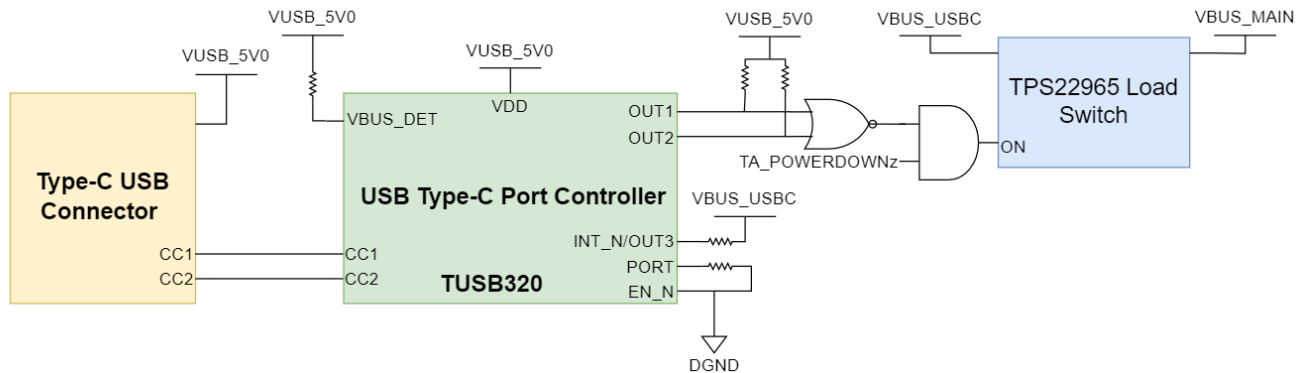 VUSB_5V0
VUSB_5V0
VUSB_5V0
VUSB_5V0
VBUS_USBC
VBUS_MAIN
Type-C USB
Connector
CC1
CC2
VDD
VBUS_DET
USB Type-C Port Controller
TUSB320
CC1
CC2
OUT1
OUT2
INT_N/OUT3
PORT
EN_N
TA_POWERDOWNz
VBUS_USBC
DGND
TPS22965 Load
Switch
ON